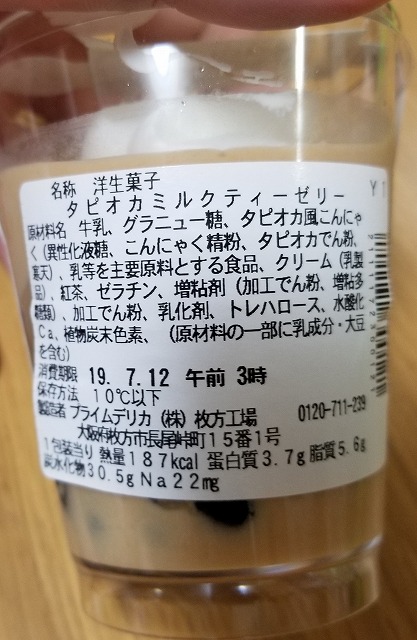 名称 洋生菓子
タピオカミルクティーゼリー
原材料名 牛乳、グラニュー糖、タピオカ風こんにゃ
く(異性化液糖、こんにゃく精粉、タピオカでん粉、
寒天)、乳等を主要原料とする食品、クリーム(乳製
品)、紅茶、ゼラチン、増粘剤(加工でん粉、増粘多
糖類)、加工でん粉、乳化剤、トレハロース、水酸化
Ca、植物炭末色素、(原材料の一部に乳成分・大豆
を含む)
消費期限 19. 7.12 午前 3時
保存方法 10℃以下
製造者 プライムデリカ(株)枚方工場 0120-711-239
大阪府枚方市長尾峠町15番1号
1包装当り 熱量187kcal 蛋白質3.7g 脂質5.6g
炭水化物30.5g Na22mg